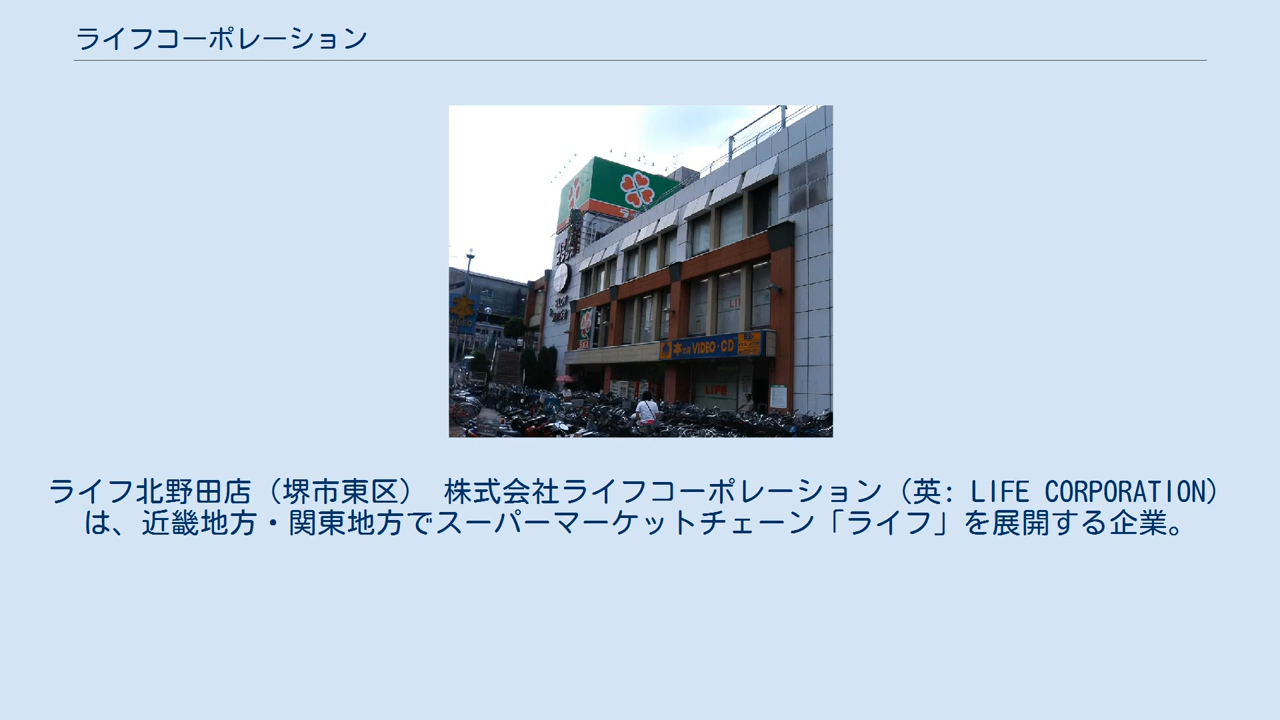 ライフコーポレーション
本
VIDEO
LIFE
本 VIDEO・CD
LIFE
ライフ北野田店（堺市東区） 株式会社ライフコーポレーション（英: LIFE CORPORATION）
は、近畿地方・関東地方でスーパーマーケットチェーン「ライフ」を展開する企業。